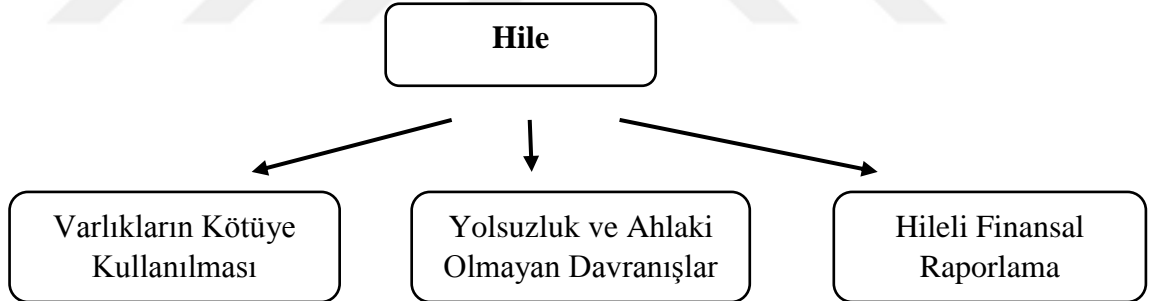 Hile
Varlıkların Kötüye
Kullanılması
Yolsuzluk ve Ahlaki
Olmayan Davranışlar
Hileli Finansal
Raporlama